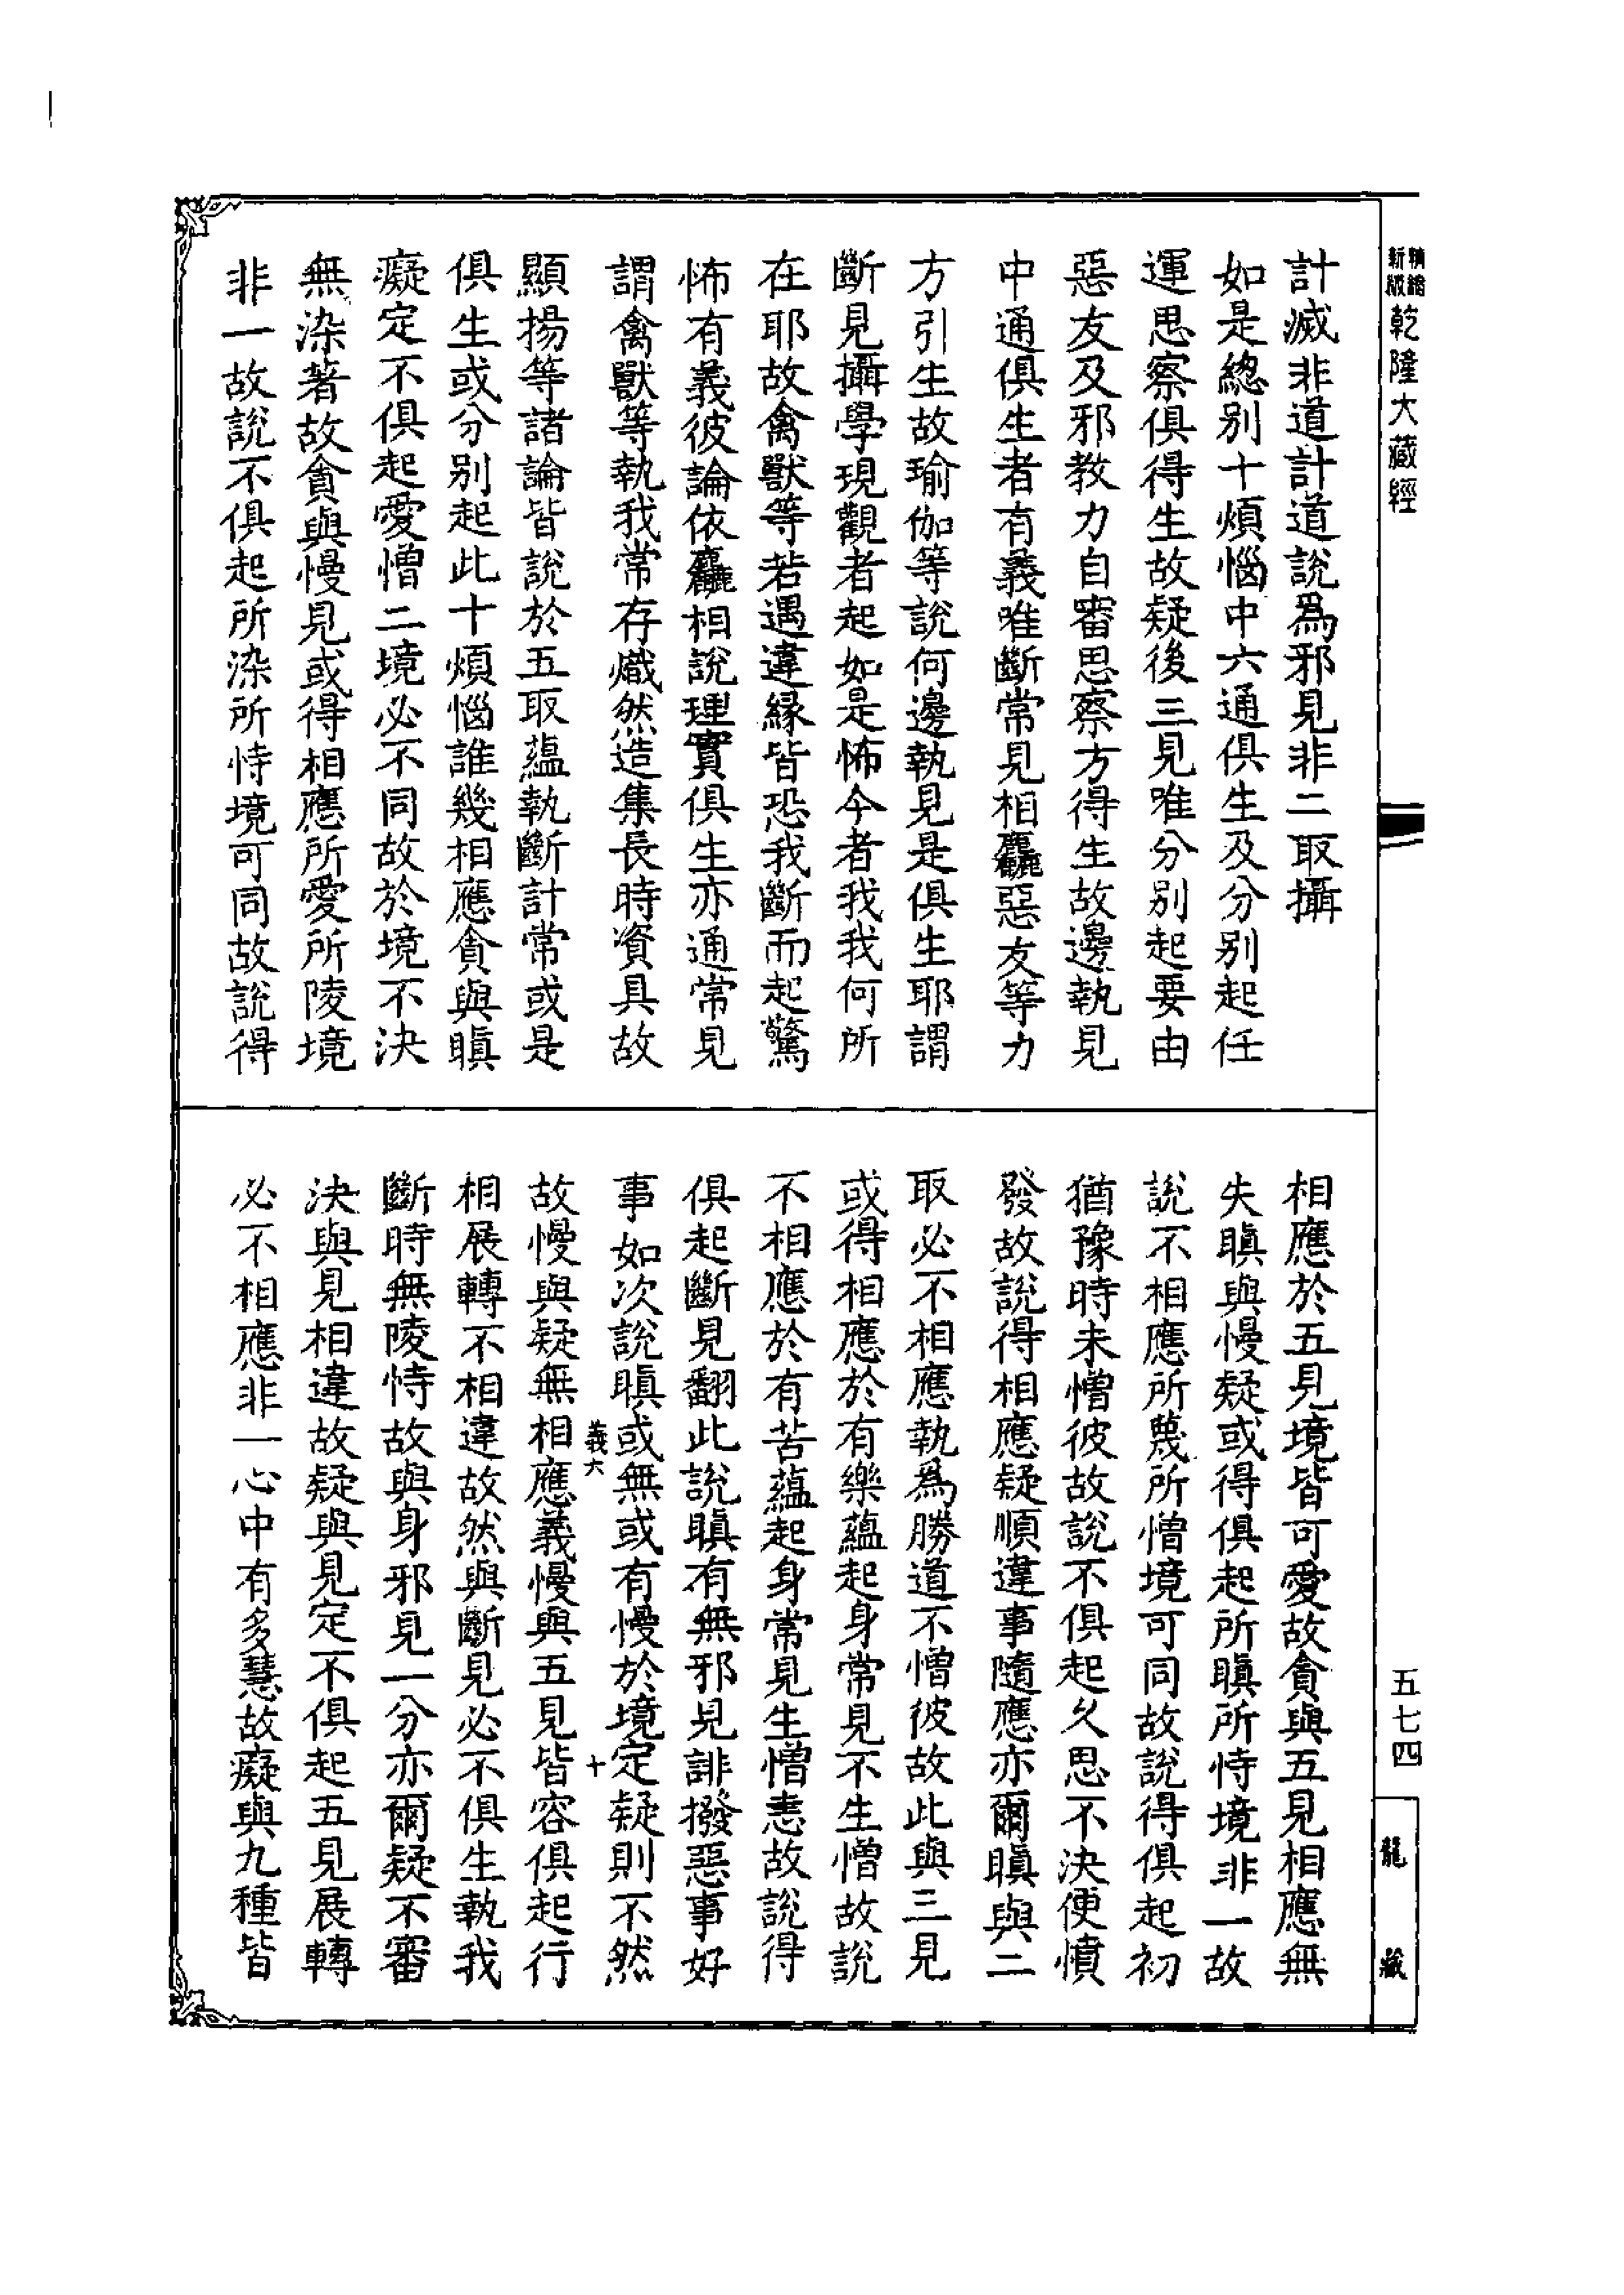 新版
精縮
乾隆大藏經
計滅非道計道說為邪見非二取攝
如是總別十煩惱中六通俱生及分別起任
運思察俱得生故疑後三見唯分別起要由
惡友及邪教力自審思察方得生故邊執見
中通俱生者有義唯斷常見相麤惡友等力
方引生故瑜伽等說何邊執見是俱生耶謂
斷見攝學現觀者起如是怖今者我我何所
在耶故禽獸等若遇違緣皆恐我斷而起驚
怖有義彼論依麤相說理實俱生亦通常見
謂禽獸等執我常存熾然造集長時資具故
顯揚等諸論皆說於五取蘊執斷計常或是
俱生或分別起此十煩惱誰幾相應貪與瞋
癡定不俱起愛憎二境必不同故於境不決
無染著故貪與慢見或得相應所愛所陵境
非一故說不俱起所染所恃境可同故說得
相應於五見境皆可愛故貪與五見相應無
失瞋與慢疑或得俱起所瞋所恃境非一故
說不相應所蔑所憎境可同故說得俱起初
猶豫時未憎彼故說不俱起久思不決便憤
發故說得相應疑順違事隨應亦爾瞋與二
取必不相應執為勝道不憎彼故此與三見
或得相應於有樂蘊起身常見不生憎故說
不相應於有苦蘊起身常見生憎恚故說得
俱起斷見翻此說瞋有無邪見誹撥惡事好
事如次說瞋或無或有慢於境定疑則不然
義六
十
故慢與疑無相應義慢與五見皆容俱起行
相展轉不相違故然與斷見必不俱生執我
斷時無陵恃故與身邪見一分亦爾疑不審
決與見相違故疑與見定不俱起五見展轉
必不相應非一心中有多慧故癡與九種皆
五七四
龍
藏